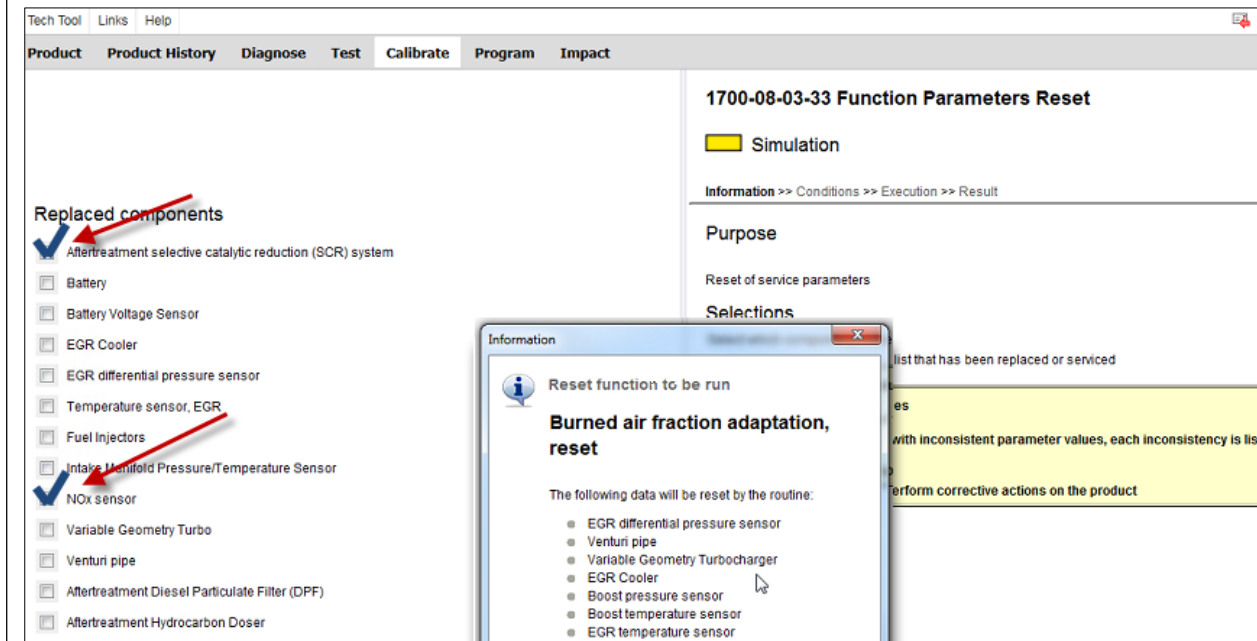 Tech Tool Links Help
Product Product History Diagnose Test Calibrate Program Impact
1700-08-03-33 Function Parameters Reset
Simulation
Information >> Conditions >> Execution >> Result
Replaced components
Aftertreatment selective catalytic reduction (SCR) system
Battery
Battery Voltage Sensor
EGR Cooler
EGR differential pressure sensor
Temperature sensor, EGR
Fuel Injectors
Intake Manifold Pressure/Temperature Sensor
NOx sensor
Variable Geometry Turbo
Venturi pipe
Aftertreatment Diesel Particulate Filter (DPF)
Aftertreatment Hydrocarbon Doser
Purpose
Reset of service parameters
Selections
list that has been replaced or serviced
es
with inconsistent parameter values, each inconsistency is lis
erform corrective actions on the product
Information
Reset function to be run
Burned air fraction adaptation,
reset
The following data will be reset by the routine:
EGR differential pressure sensor
Venturi pipe
Variable Geometry Turbocharger
EGR Cooler
Boost pressure sensor
Boost temperature sensor
EGR temperature sensor